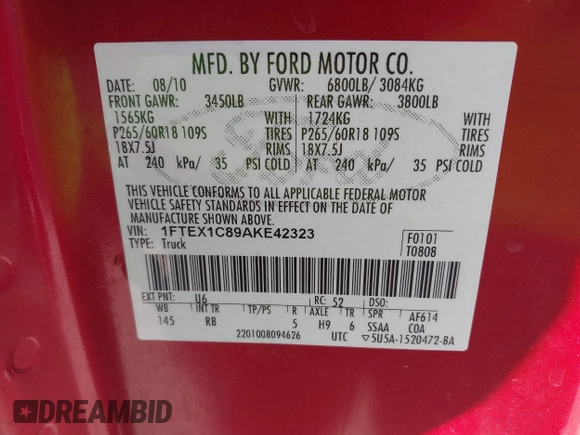 MFD. BY FORD MOTOR CO.
DATE: 08/10 GVWR: 6800LB/ 3084KG
FRONT GAWR: 3450LB REAR GAWR: 3800LB
1565KG WITH 1724KG WITH
P265/60R18 109S TIRES P265/60R18 109S TIRES
18X7.5J RIMS 18X7.5J RIMS
AT 240 kPa/ 35 PSI COLD AT 240 kPa/ 35 PSI COLD
THIS VEHICLE CONFORMS TO ALL APPLICABLE FEDERAL MOTOR
VEHICLE SAFETY STANDARDS IN EFFECT ON THE DATE OF
MANUFACTURE SHOWN ABOVE.
VIN: 1FTEX1C89AKE42323 F0101
TYPE: Truck T0808
EXT PNT: U6 RC: 52 DSO:
WB INT TR TP/PS R AXLE TR SPR AF614
145 RB 5 H9 6 SSAA COA
2201008094626 UTC ▽5U5A-1520472-BA
DREAMBID